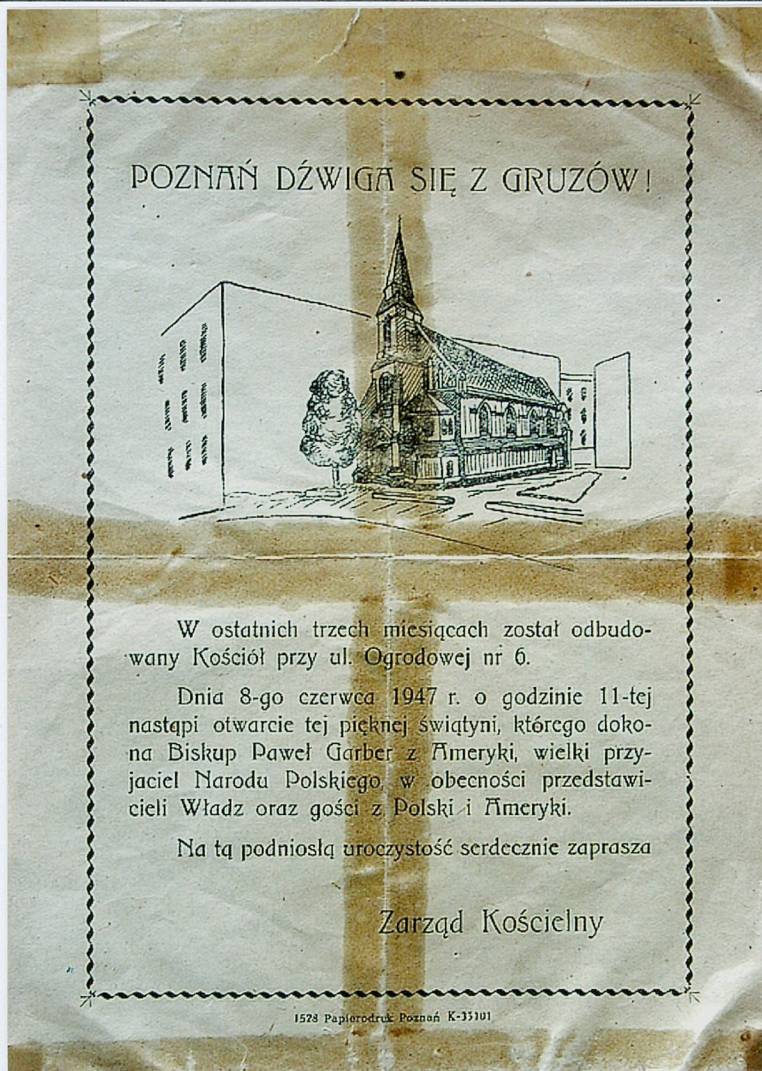 POZNAŃ DŹWIGA SIĘ Z GRUZÓW!
W ostatnich trzech miesiącach został odbudo-
wany Kościół przy ul. Ogrodowej nr 6.
Dnia 8-go czerwca 1947 r. o godzinie 11-tej
nastąpi otwarcie tej pięknej świątyni, którego doko-
na Biskup Paweł Garber z Ameryki, wielki przy-
jaciel Narodu Polskiego, w obecności przedstawi-
cieli Władz oraz gości z Polski i Ameryki.
Na tą podniosłą uroczystość serdecznie zaprasza
Zarząd Kościelny
1528 Papierodruk Poznań K-35101